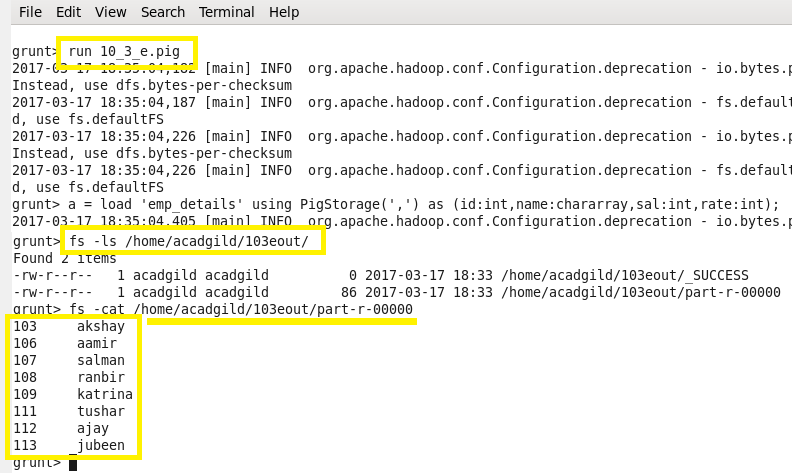 File Edit View Search Terminal Help
grunt> run 10_3_e.pig
2017-03-17 18:35:04,182 [main] INFO  org.apache.hadoop.conf.Configuration.deprecation - io.bytes.p
Instead, use dfs.bytes-per-checksum
2017-03-17 18:35:04,187 [main] INFO  org.apache.hadoop.conf.Configuration.deprecation - fs.default
d, use fs.defaultFS
2017-03-17 18:35:04,226 [main] INFO  org.apache.hadoop.conf.Configuration.deprecation - io.bytes.p
Instead, use dfs.bytes-per-checksum
2017-03-17 18:35:04,226 [main] INFO  org.apache.hadoop.conf.Configuration.deprecation - fs.default
d, use fs.defaultFS
grunt> a = load 'emp_details' using PigStorage(',') as (id:int,name:chararray,sal:int,rate:int);
2017-03-17 18:35:04,405 [main] INFO  org.apache.hadoop.conf.Configuration.deprecation - io.bytes.p
grunt> fs -ls /home/acadgild/103eout/
Found 2 items
-rw-r--r--   1 acadgild acadgild          0 2017-03-17 18:33 /home/acadgild/103eout/_SUCCESS
-rw-r--r--   1 acadgild acadgild         86 2017-03-17 18:33 /home/acadgild/103eout/part-r-00000
grunt> fs -cat /home/acadgild/103eout/part-r-00000
103     akshay
106     aamir
107     salman
108     ranbir
109     katrina
111     tushar
112     ajay
113     jubeen
grunt>